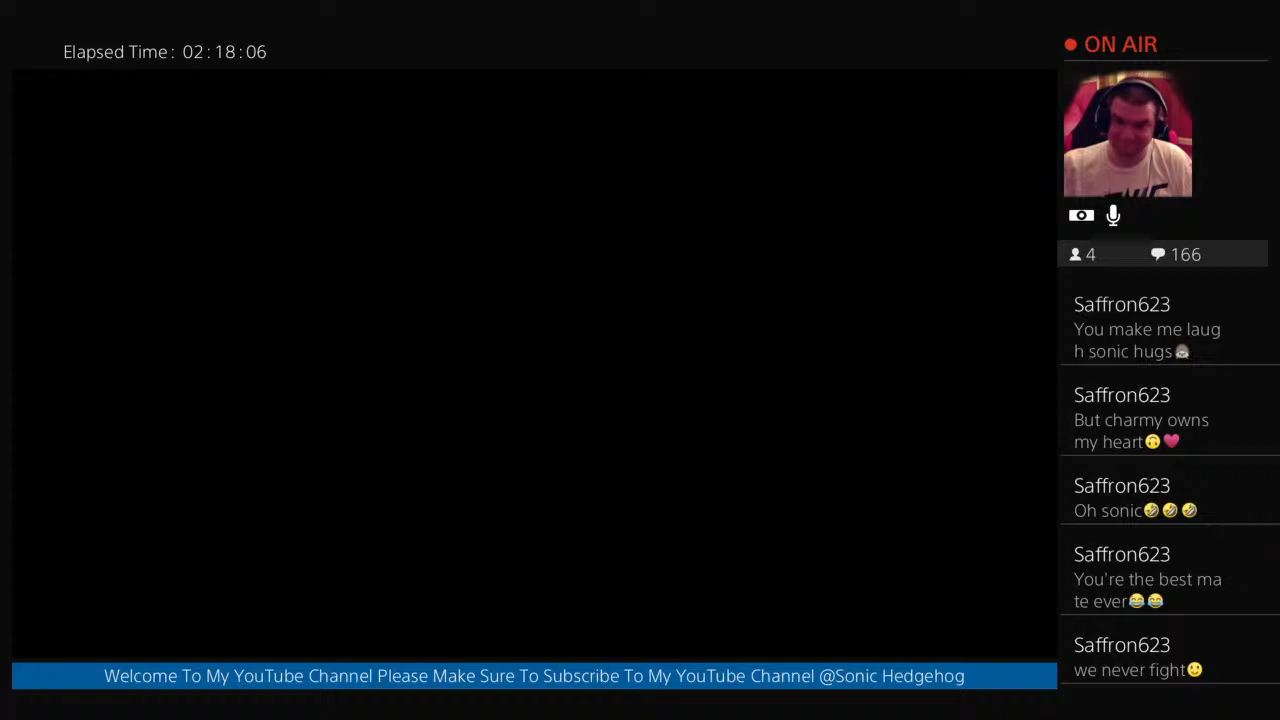 Elapsed Time: 02:18:06
ON AIR
4
166
Saffron623
You make me laug
h sonic hugs🙈
Saffron623
But charmy owns
my heart🙃💗
Saffron623
Oh sonic🤣🤣🤣
Saffron623
You're the best ma
te ever😂😂
Saffron623
we never fight🙂
Welcome To My YouTube Channel Please Make Sure To Subscribe To My YouTube Channel @Sonic Hedgehog